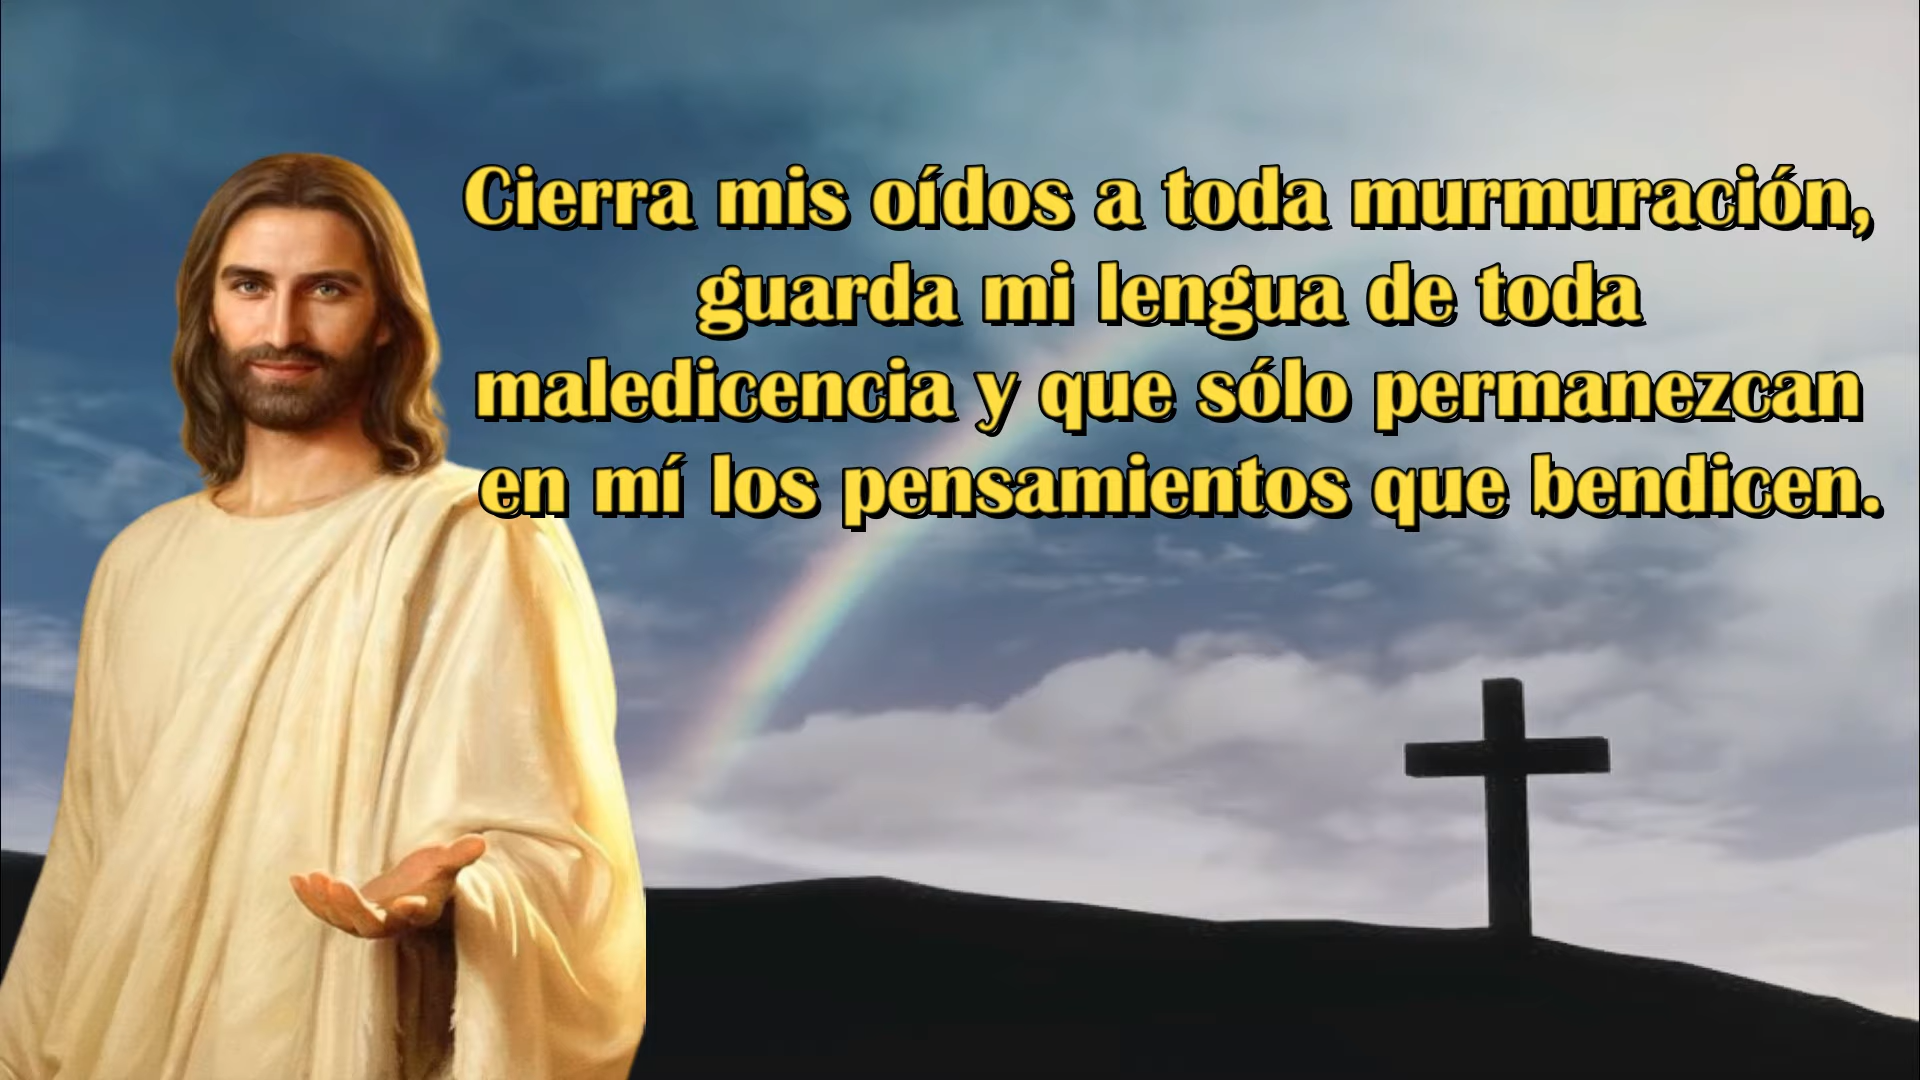 Cierra mis oídos a toda murmuración,
guarda mi lengua de toda
maledicencia y que sólo permanezcan
en mí los pensamientos que bendicen.